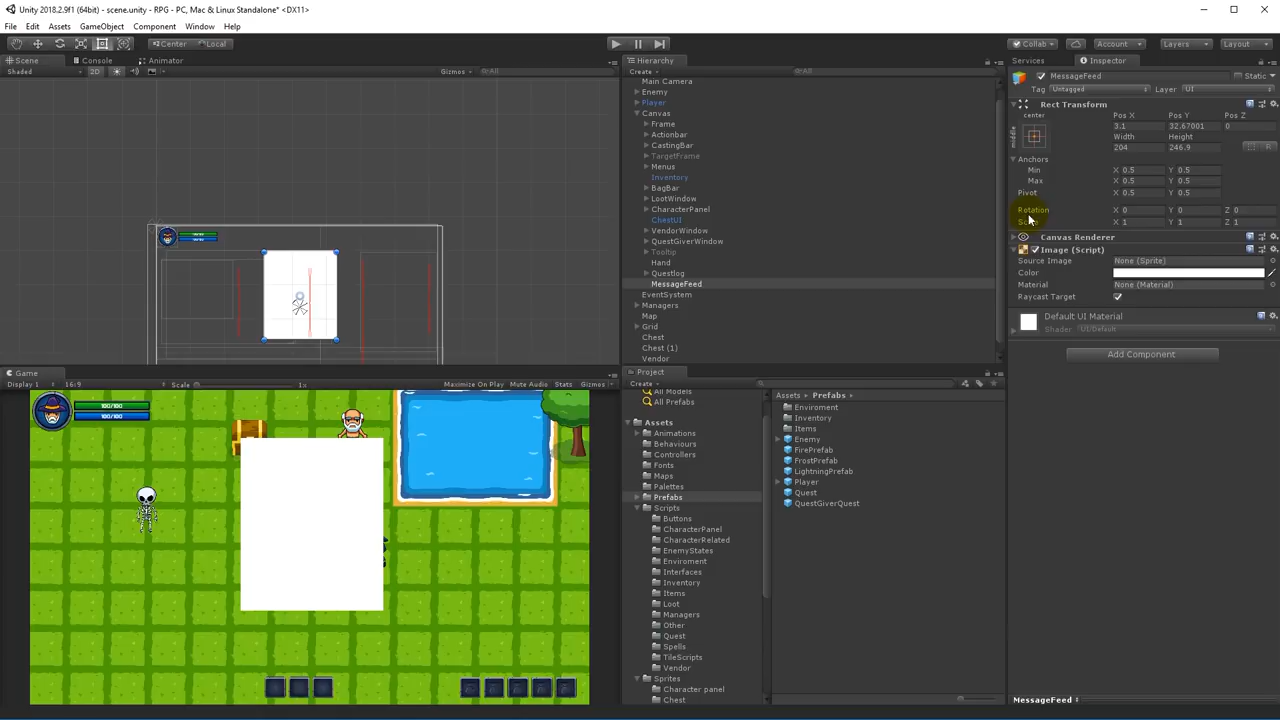 Unity 2018.2.9f1 (64bit) - scene.unity - RPG - PC, Mac & Linux Standalone* <DX11>
File Edit Assets GameObject Component Window Help
Center Local Collab Account Layers Layout
Scene Console Animator
Shaded 2D Gizmos All
Hierarchy
Create All
Main Camera
Enemy
Player
Canvas
Frame
Actionbar
CastingBar
TargetFrame
Menus
Inventory
BagBar
LootWindow
CharacterPanel
ChestUI
VendorWindow
QuestGiverWindow
Tooltip
Hand
Questlog
MessageFeed
EventSystem
Managers
Map
Grid
Chest
Chest (1)
Vendor
Services Inspector
MessageFeed Static
Tag Untagged Layer UI
Rect Transform
center Pos X Pos Y Pos Z
middle 3.1 32.67001 0
Width Height
204 246.9 R
Anchors
Min X 0.5 Y 0.5
Max X 0.5 Y 0.5
Pivot X 0.5 Y 0.5
Rotation X 0 Y 0 Z 0
Scale X 1 Y 1 Z 1
Canvas Renderer
Image (Script)
Source Image None (Sprite)
Color
Material None (Material)
Raycast Target
Default UI Material
Shader UI/Default
Add Component
MessageFeed
Game
Display 1 16:9 Scale 1x Maximize On Play Mute Audio Stats Gizmos
100/100
100/100
Project
Create
All Models
All Prefabs
Assets
Animations
Behaviours
Controllers
Fonts
Maps
Palettes
Prefabs
Scripts
Buttons
CharacterPanel
CharacterRelated
EnemyStates
Enviroment
Interfaces
Inventory
Items
Loot
Managers
Other
Quest
Spells
TileScripts
Vendor
Sprites
Character panel
Chest
Assets Prefabs
Enviroment
Inventory
Items
Enemy
FirePrefab
FrostPrefab
LightningPrefab
Player
Quest
QuestGiverQuest